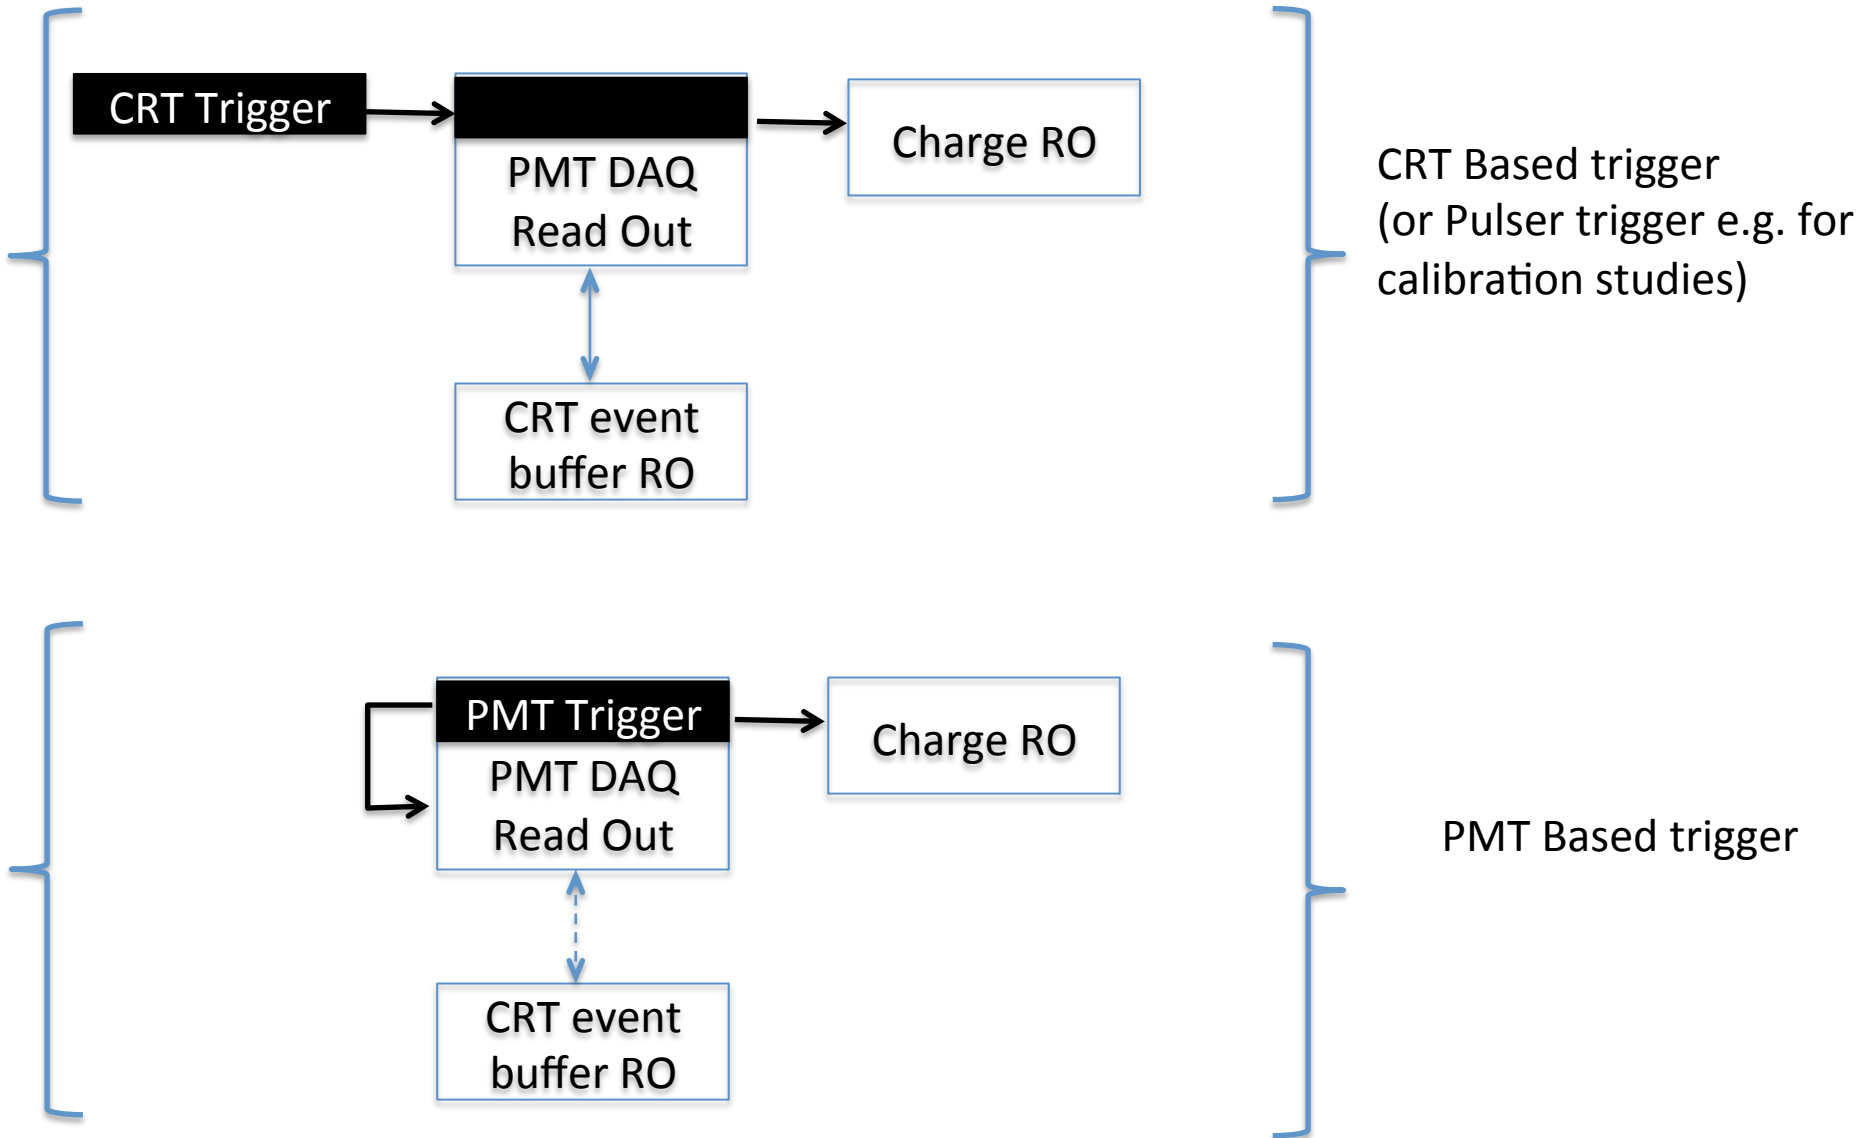 CRT Trigger
PMT DAQ
Read Out
Charge RO
CRT event
buffer RO
CRT Based trigger
(or Pulser trigger e.g. for
calibration studies)
PMT Trigger
PMT DAQ
Read Out
Charge RO
CRT event
buffer RO
PMT Based trigger